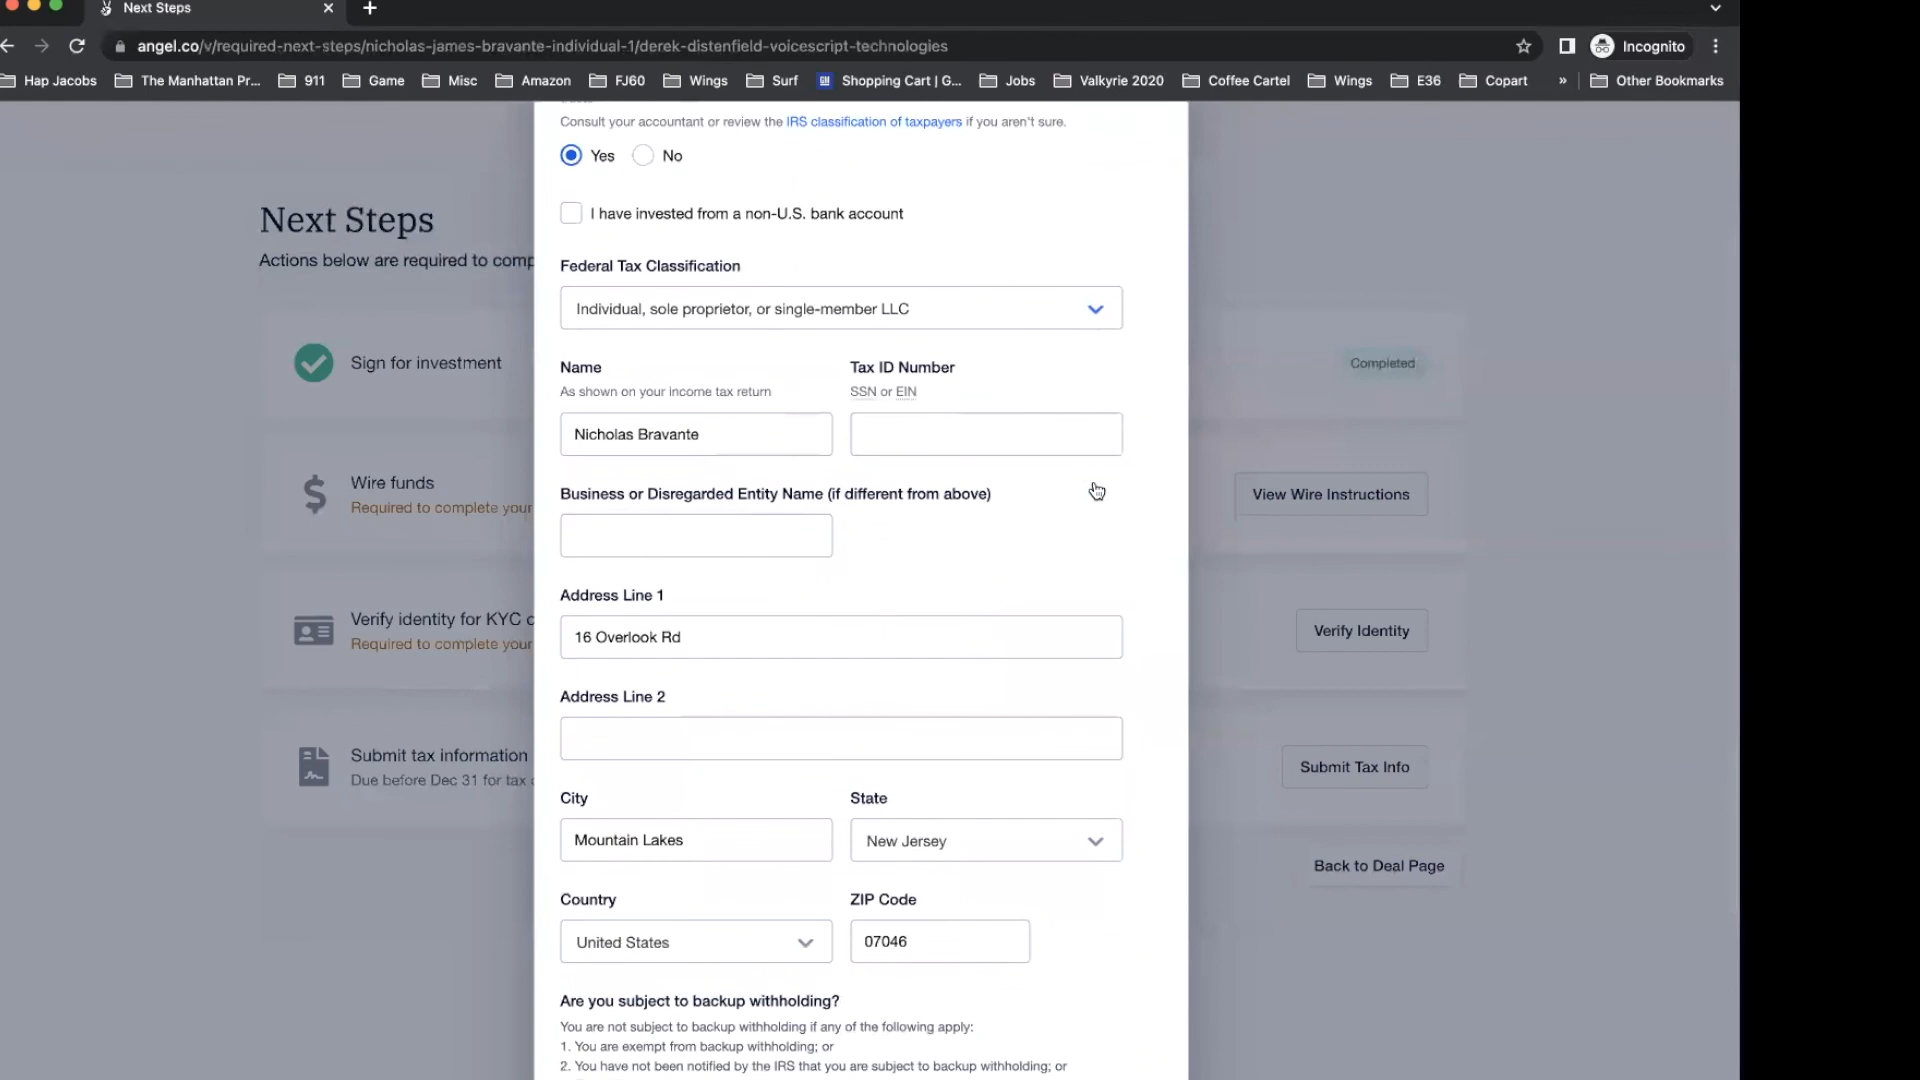 Next Steps
angel.co/v/required-next-steps/nicholas-james-bravante-individual-1/derek-distenfield-voicescript-technologies
Incognito
Hap Jacobs
The Manhattan Pr...
911
Game
Misc
Amazon
FJ60
Wings
Surf
Shopping Cart | G...
Jobs
Valkyrie 2020
Coffee Cartel
Wings
E36
Copart
»
Other Bookmarks
Consult your accountant or review the IRS classification of taxpayers if you aren't sure.
Yes
No
Next Steps
Actions below are required to comp
I have invested from a non-U.S. bank account
Federal Tax Classification
Individual, sole proprietor, or single-member LLC
Sign for investment
Completed
Name
Tax ID Number
As shown on your income tax return
SSN or EIN
Nicholas Bravante
Wire funds
Required to complete your
View Wire Instructions
Business or Disregarded Entity Name (if different from above)
Address Line 1
16 Overlook Rd
Verify identity for KYC c
Required to complete your
Verify Identity
Address Line 2
Submit tax information
Due before Dec 31 for tax
Submit Tax Info
City
State
Mountain Lakes
New Jersey
Back to Deal Page
Country
ZIP Code
United States
07046
Are you subject to backup withholding?
You are not subject to backup withholding if any of the following apply:
1. You are exempt from backup withholding; or
2. You have not been notified by the IRS that you are subject to backup withholding; or